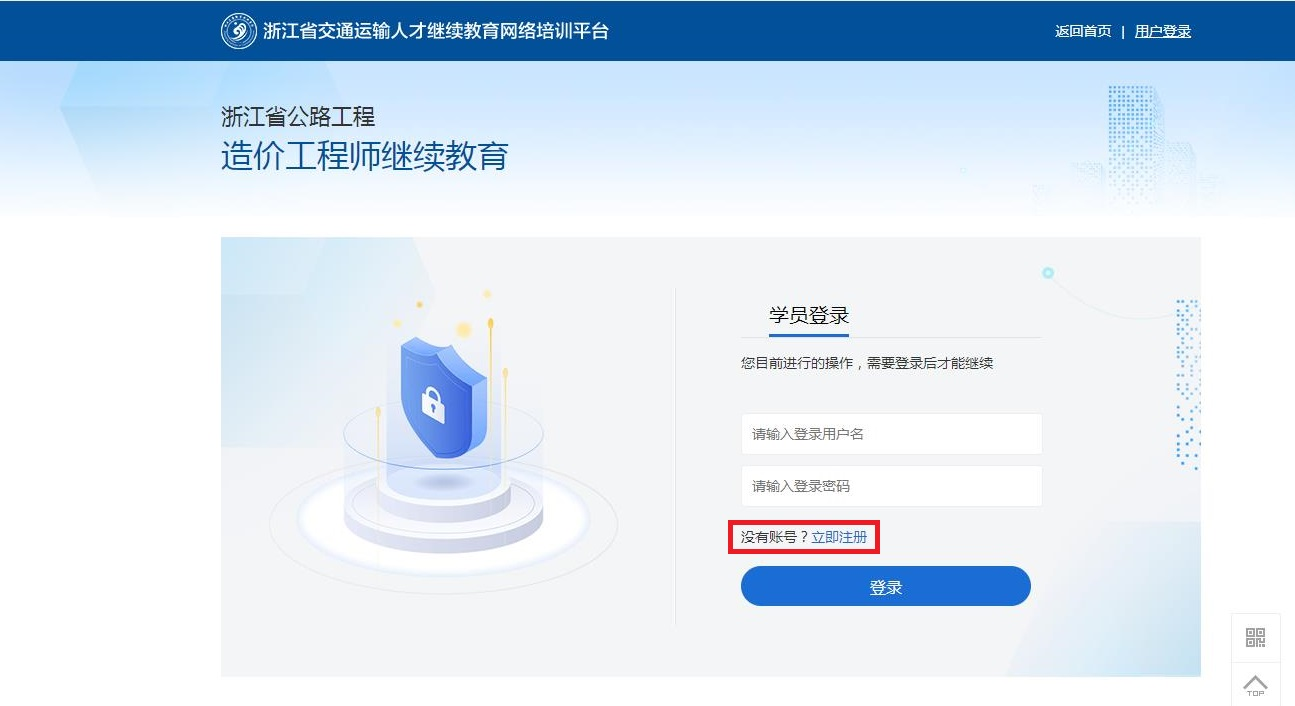 浙江省交通运输人才继续教育网络培训平台
返回首页 | 用户登录
浙江省公路工程
造价工程师继续教育
学员登录
您目前进行的操作，需要登录后才能继续
请输入登录用户名
请输入登录密码
没有账号？立即注册
登录
TOP